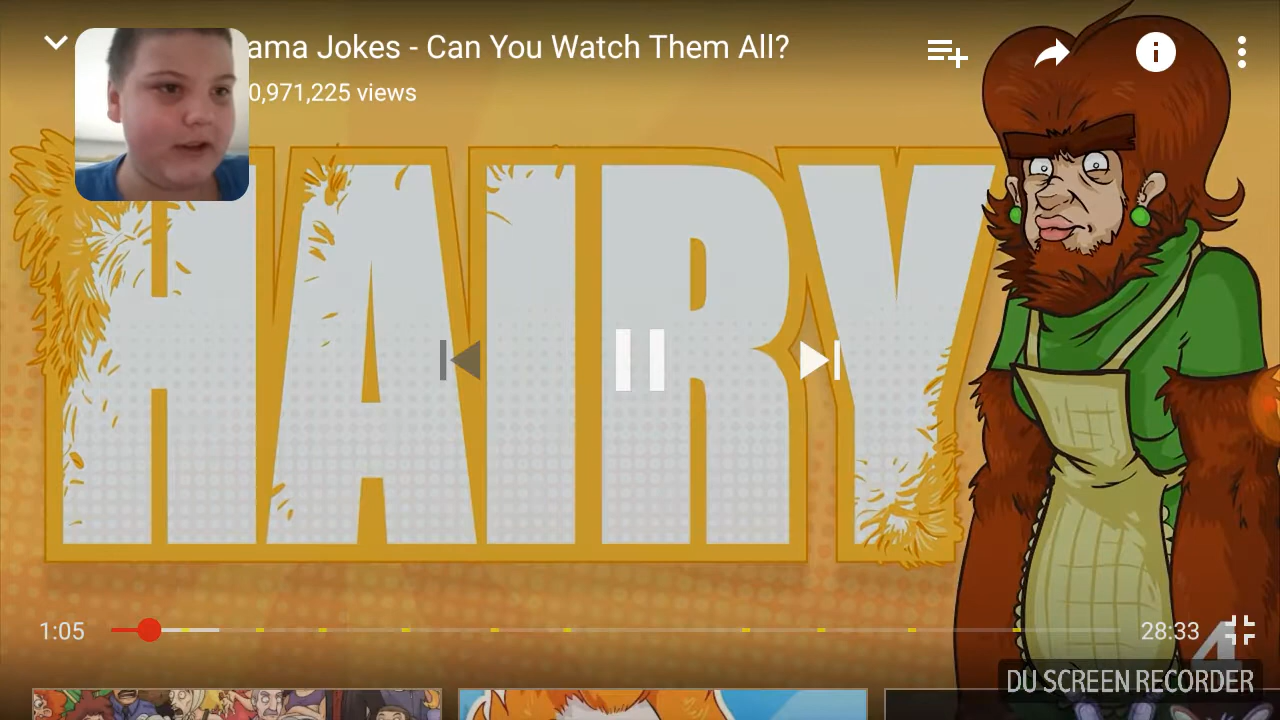 ama Jokes - Can You Watch Them All?
0,971,225 views
HAIRY
1:05
28:33
4
DU SCREEN RECORDER